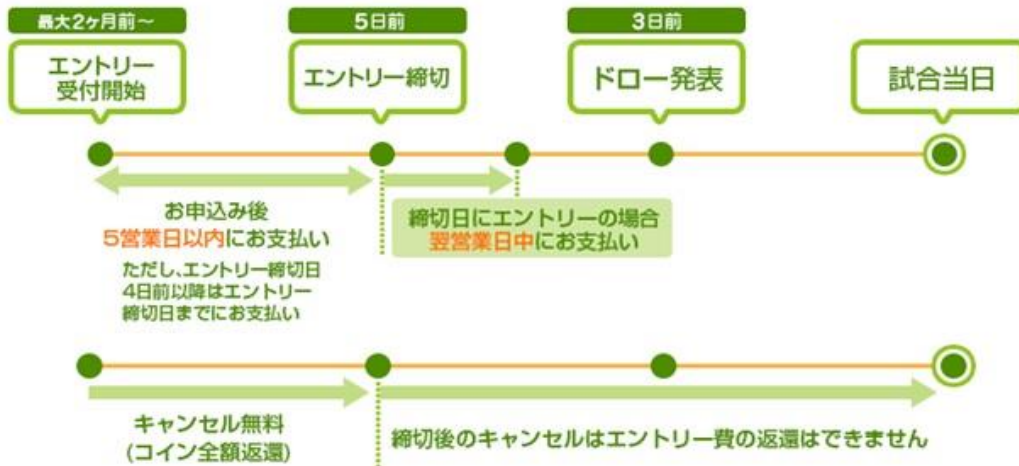 最大2ヶ月前～
エントリー
受付開始
5日前
エントリー締切
3日前
ドロー発表
試合当日
お申込み後
5営業日以内にお支払い
ただし、エントリー締切日
4日前以降はエントリー
締切日までにお支払い
締切日にエントリーの場合
翌営業日中にお支払い
キャンセル無料
(コイン全額返還)
締切後のキャンセルはエントリー費の返還はできません